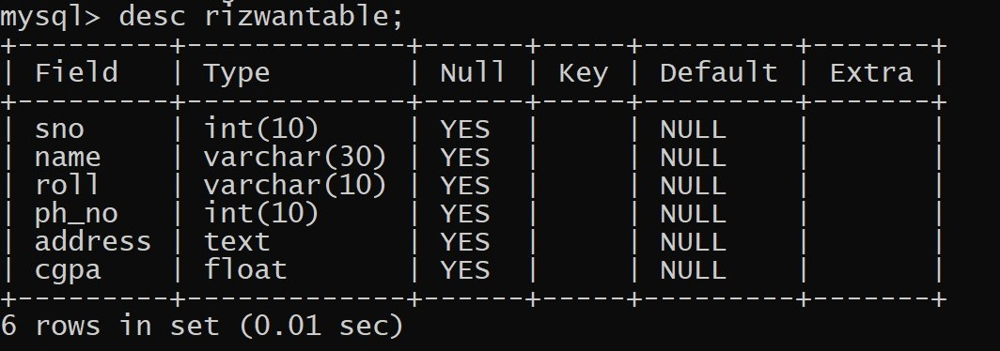 mysql> desc rizwantable;
+---------+-------------+------+-----+---------+-------+
| Field   | Type        | Null | Key | Default | Extra |
+---------+-------------+------+-----+---------+-------+
| sno     | int(10)     | YES  |     | NULL    |       |
| name    | varchar(30) | YES  |     | NULL    |       |
| roll    | varchar(10) | YES  |     | NULL    |       |
| ph_no   | int(10)     | YES  |     | NULL    |       |
| address | text        | YES  |     | NULL    |       |
| cgpa    | float       | YES  |     | NULL    |       |
+---------+-------------+------+-----+---------+-------+
6 rows in set (0.01 sec)